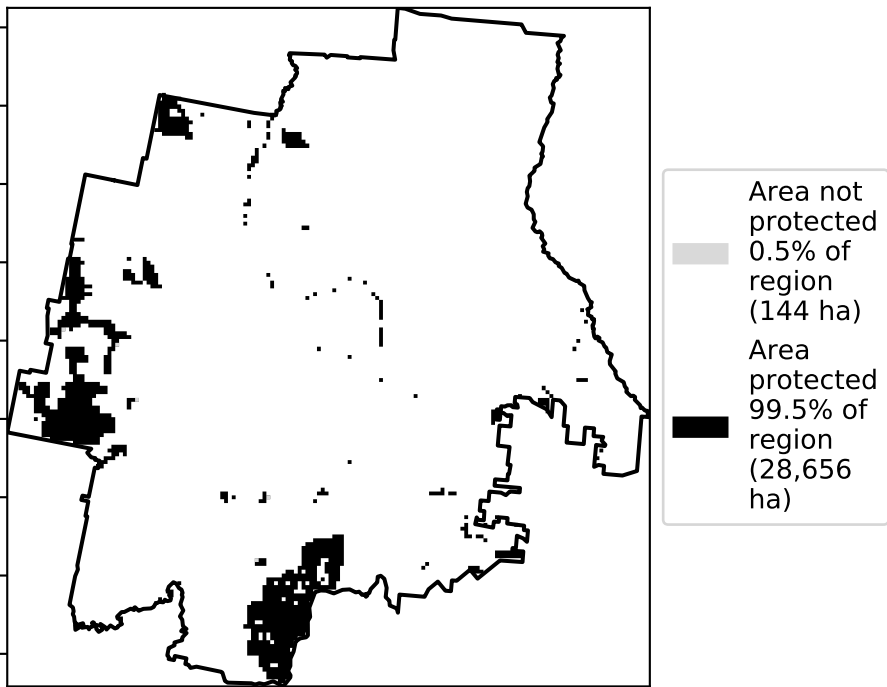 Area not
protected
0.5% of
region
(144 ha)
Area
protected
99.5% of
region
(28,656
ha)